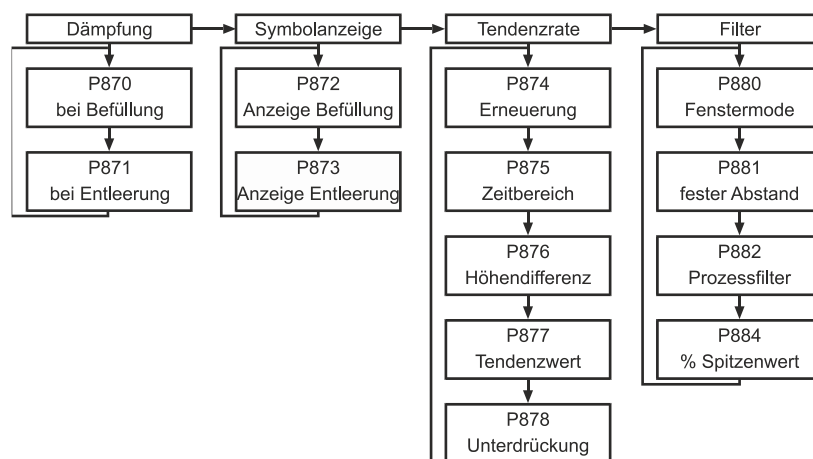 Dämpfung
Symbolanzeige
Tendenzrate
Filter
P870
bei Befüllung
P871
bei Entleerung
P872
Anzeige Befüllung
P873
Anzeige Entleerung
P874
Erneuerung
P875
Zeitbereich
P876
Höhendifferenz
P877
Tendenzwert
P878
Unterdrückung
P880
Fenstermode
P881
fester Abstand
P882
Prozessfilter
P884
% Spitzenwert